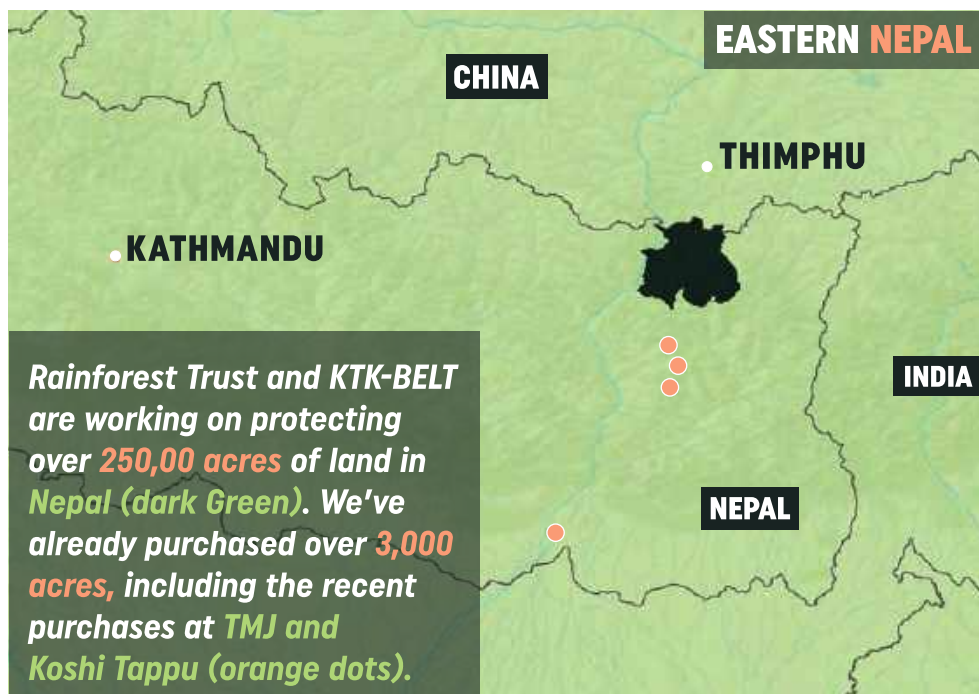 EASTERN NEPAL
CHINA
THIMPHU
KATHMANDU
INDIA
NEPAL
Rainforest Trust and KTK-BELT
are working on protecting
over 250,00 acres of land in
Nepal (dark Green). We've
already purchased over 3,000
acres, including the recent
purchases at TMJ and
Koshi Tappu (orange dots).